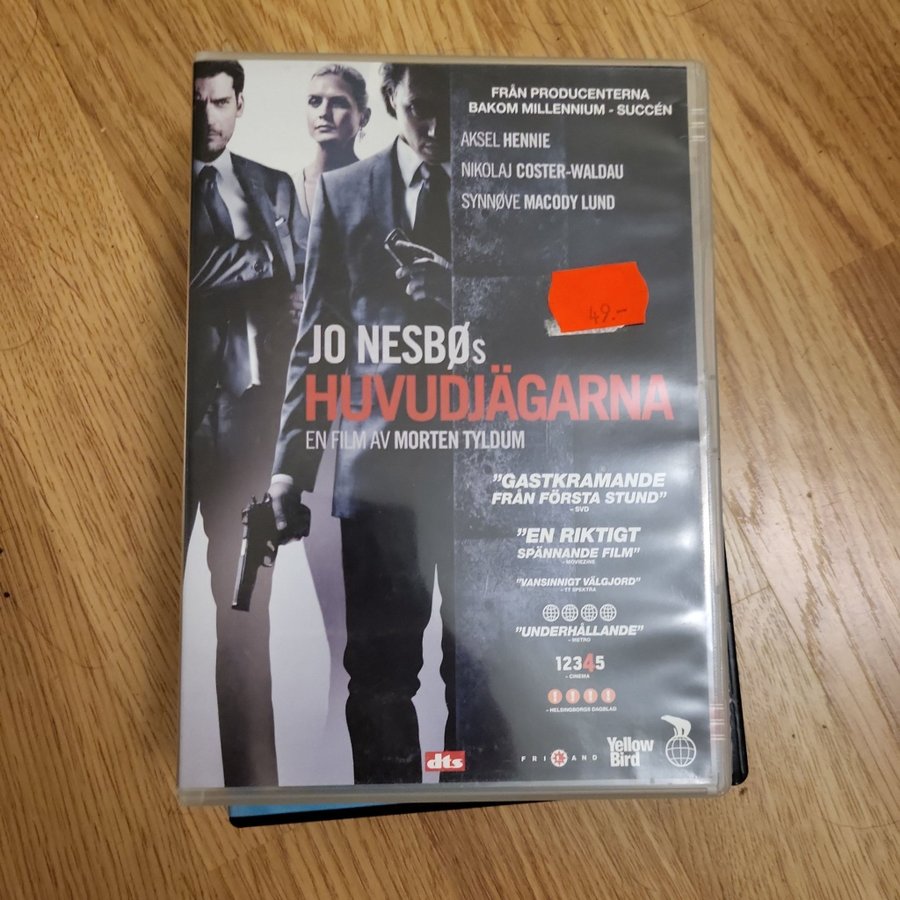 FRÅN PRODUCENTERNA
BAKOM MILLENNIUM - SUCCÉN
AKSEL HENNIE
NIKOLAJ COSTER-WALDAU
SYNNØVE MACODY LUND
49.-
JO NESBØs
HUVUDJÄGARNA
EN FILM AV MORTEN TYLDUM
”GASTKRAMANDE
FRÅN FÖRSTA STUND”
- SVD
”EN RIKTIGT
SPÄNNANDE FILM”
- MOVIEZINE
”VANSINNIGT VÄLGJORD”
- TT SPEKTRA
”UNDERHÅLLANDE”
- METRO
12345
- CINEMA
- HELSINGBORGS DAGBLAD
dts
FRILAND
Yellow
Bird